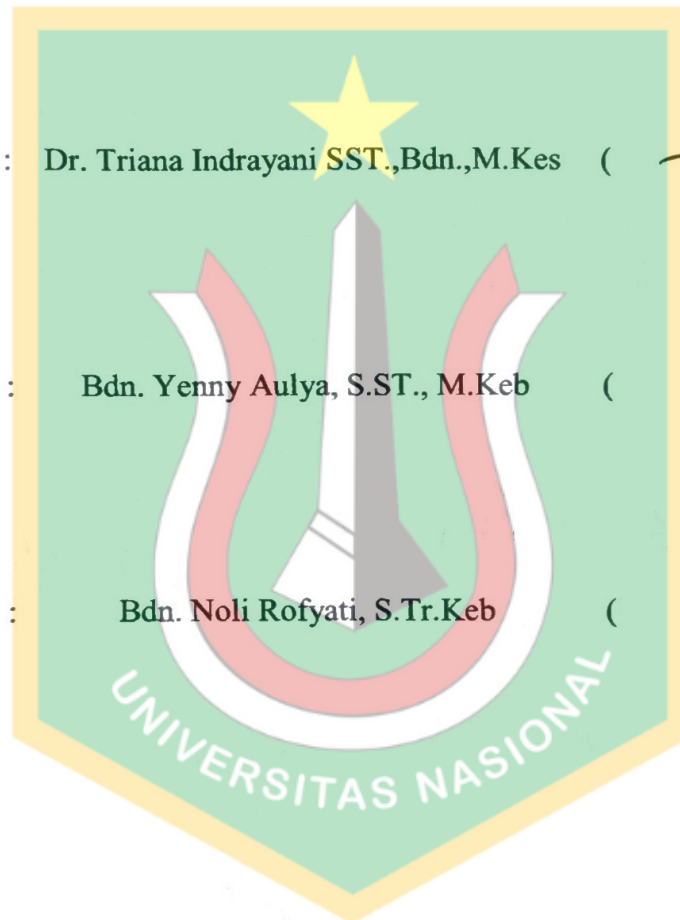 : Dr. Triana Indrayani SST.,Bdn.,M.Kes (
: Bdn. Yenny Aulya, S.ST., M.Keb (
: Bdn. Noli Rofyati, S.Tr.Keb (
UNIVERSITAS NASIONAL